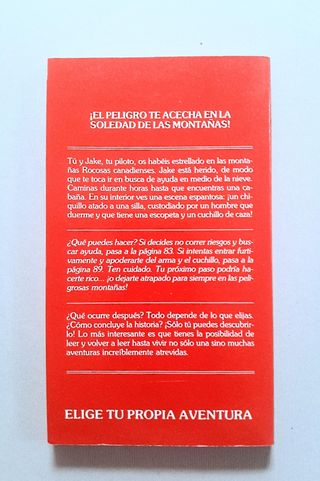 ¡EL PELIGRO TE ACECHA EN LA
SOLEDAD DE LAS MONTAÑAS!
Tú y Jake, tu piloto, os habéis estrellado en las monta-
ñas Rocosas canadienses. Jake está herido, de modo
que te toca ir en busca de ayuda en medio de la nieve.
Caminas durante horas hasta que encuentras una ca-
baña. En su interior ves una escena espantosa: ¡un chi-
quillo atado a una silla, custodiado por un hombre que
duerme y que tiene una escopeta y un cuchillo de caza!
¿Qué puedes hacer? Si decides no correr riesgos y bus-
car ayuda, pasa a la página 83. Si intentas entrar furti-
vamente y apoderarte del arma y el cuchillo, pasa a la
página 89. Ten cuidado. Tu próximo paso podría ha-
certe rico... ¡o dejarte atrapado para siempre en las peli-
grosas montañas!
¿Qué ocurre después? Todo depende de lo que elijas.
¿Cómo concluye la historia? ¡Sólo tú puedes descubrir-
lo! Lo más interesante es que tienes la posibilidad de
leer y volver a leer hasta vivir no sólo una sino muchas
aventuras increíblemente atrevidas.
ELIGE TU PROPIA AVENTURA